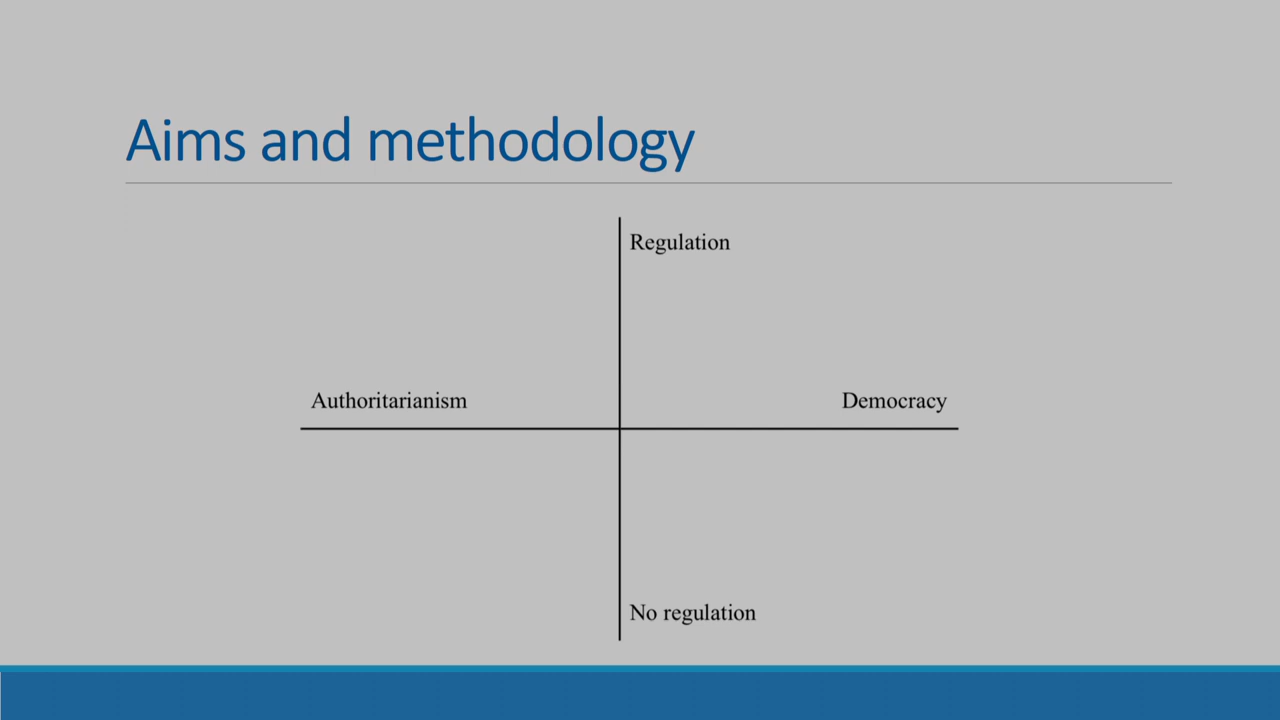 Aims and methodology
Regulation
Authoritarianism
Democracy
No regulation